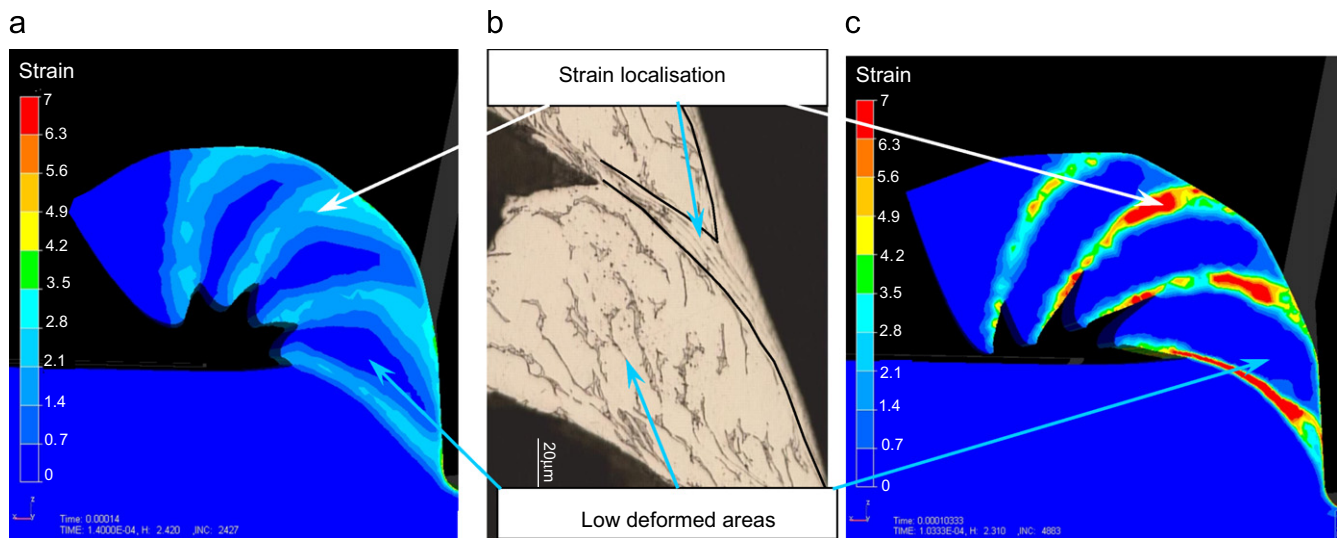 a
b
c
Strain
7
6.3
5.6
4.9
4.2
3.5
2.8
2.1
1.4
0.7
0
z
x y
Time: 0.00014
TIME: 1.4000E-04, H: 2.420 ,INC: 2427
Strain localisation
20µm
Low deformed areas
Strain
7
6.3
5.6
4.9
4.2
3.5
2.8
2.1
1.4
0.7
0
z
x y
Time: 0.00010333
TIME: 1.0333E-04, H: 2.310 ,INC: 4883